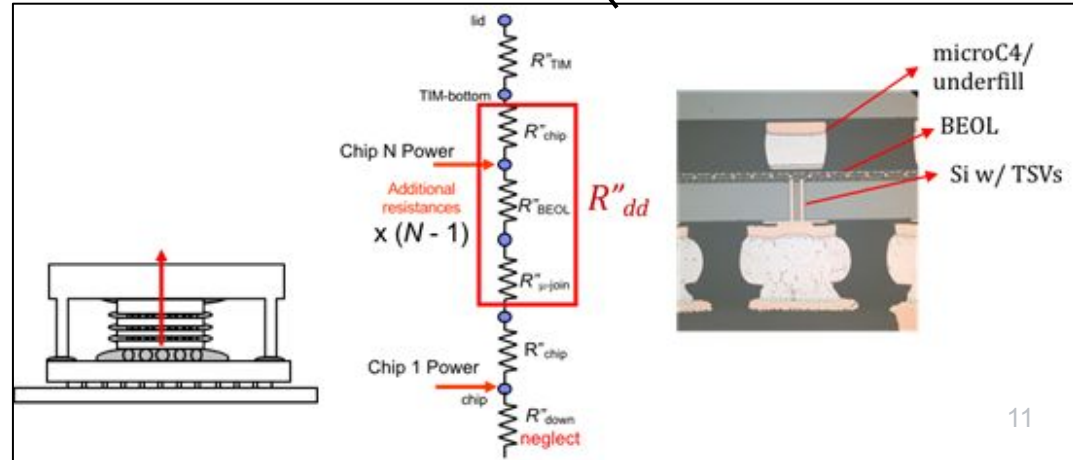 lid
R"TIM
TIM-bottom
R"chip
Chip N Power
Additional
resistances
x (N - 1)
R"BEOL
R"dd
R"μ-join
R"chip
Chip 1 Power
chip
R"down
neglect
microC4/
underfill
BEOL
Si w/ TSVs
11